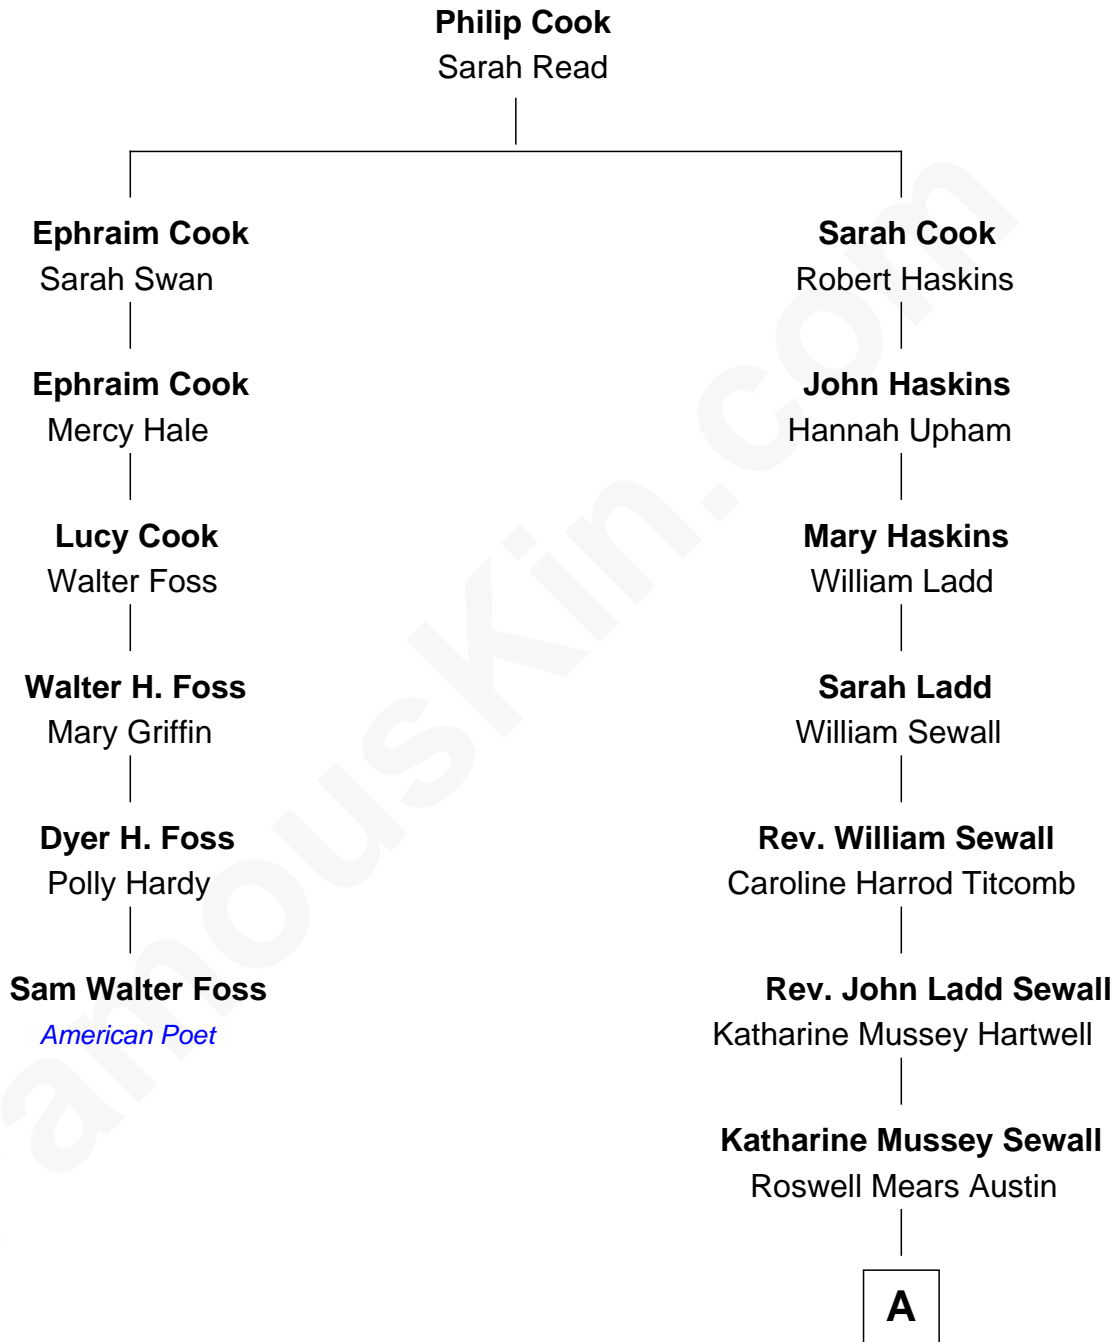 Philip Cook
Sarah Read
Ephraim Cook
Sarah Swan
Ephraim Cook
Mercy Hale
Lucy Cook
Walter Foss
Walter H. Foss
Mary Griffin
Dyer H. Foss
Polly Hardy
Sam Walter Foss
American Poet
Sarah Cook
Robert Haskins
John Haskins
Hannah Upham
Mary Haskins
William Ladd
Sarah Ladd
William Sewall
Rev. William Sewall
Caroline Harrod Titcomb
Rev. John Ladd Sewall
Katharine Mussey Hartwell
Katharine Mussey Sewall
Roswell Mears Austin
A
amousKin.com